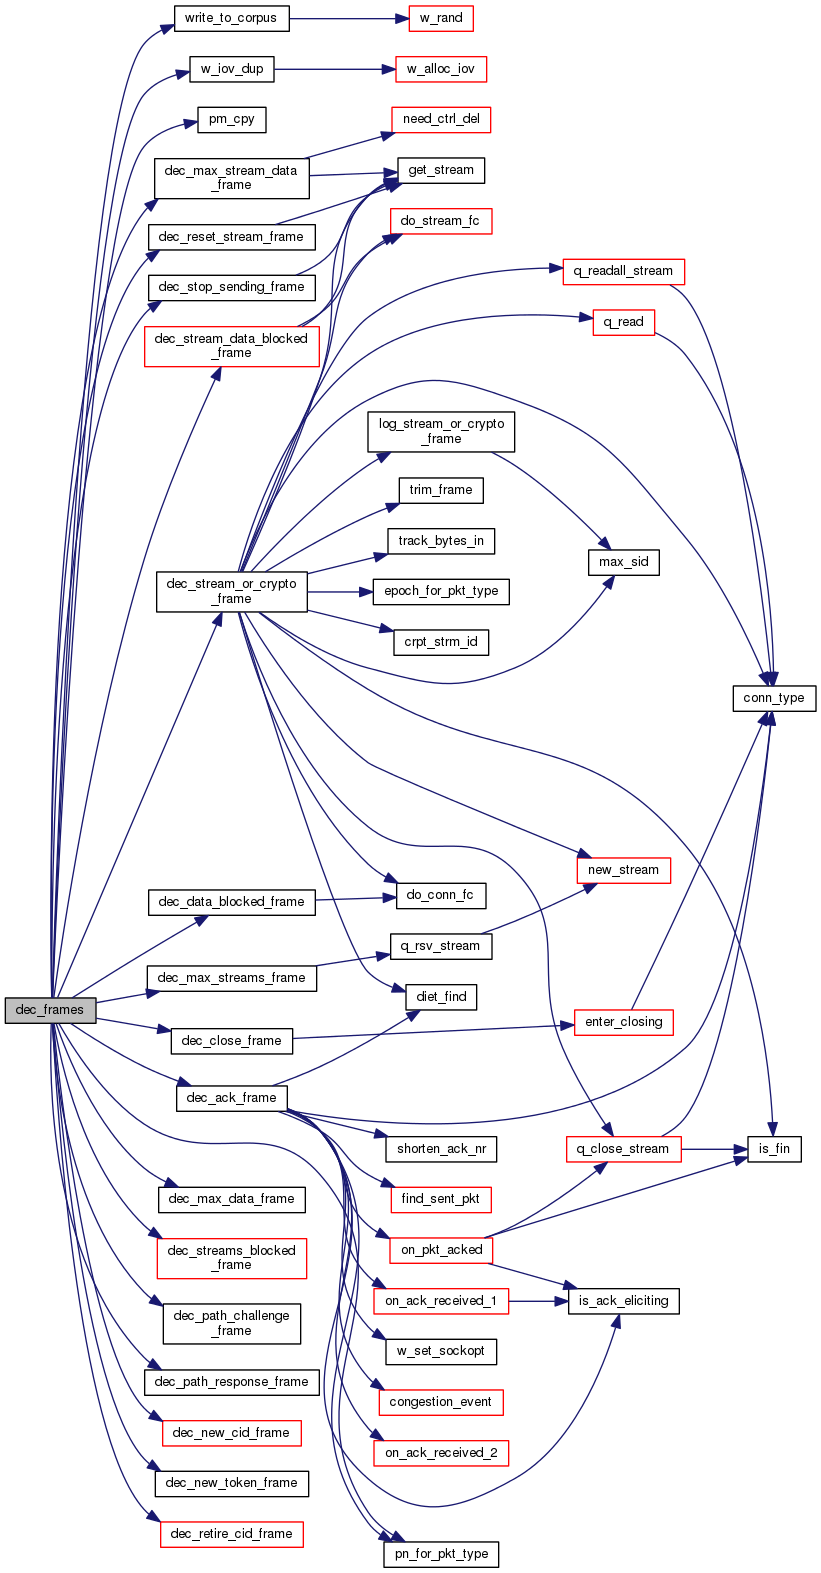 write_to_corpus
w_rand
w_iov_dup
w_alloc_iov
pm_cpy
need_ctrl_del
dec_max_stream_data
_frame
get_stream
dec_reset_stream_frame
do_stream_fc
dec_stop_sending_frame
q_readall_stream
dec_stream_data_blocked
_frame
q_read
log_stream_or_crypto
_frame
trim_frame
track_bytes_in
max_sid
dec_stream_or_crypto
_frame
epoch_for_pkt_type
crpt_strm_id
conn_type
new_stream
dec_data_blocked_frame
do_conn_fc
q_rsv_stream
dec_max_streams_frame
diet_find
dec_frames
enter_closing
dec_close_frame
dec_ack_frame
shorten_ack_nr
q_close_stream
is_fin
dec_max_data_frame
find_sent_pkt
dec_streams_blocked
_frame
on_pkt_acked
on_ack_received_1
is_ack_eliciting
dec_path_challenge
_frame
w_set_sockopt
dec_path_response_frame
congestion_event
dec_new_cid_frame
on_ack_received_2
dec_new_token_frame
dec_retire_cid_frame
pn_for_pkt_type